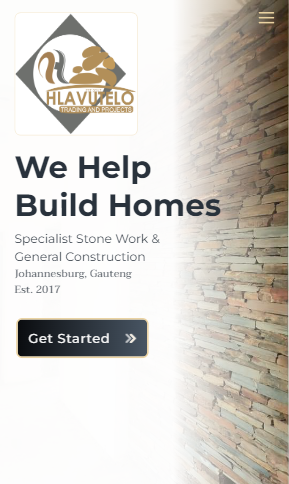 HLAVUTELO
TRADING AND PROJECTS
We Help
Build Homes
Specialist Stone Work &
General Construction
Johannesburg, Gauteng
Est. 2017
Get Started